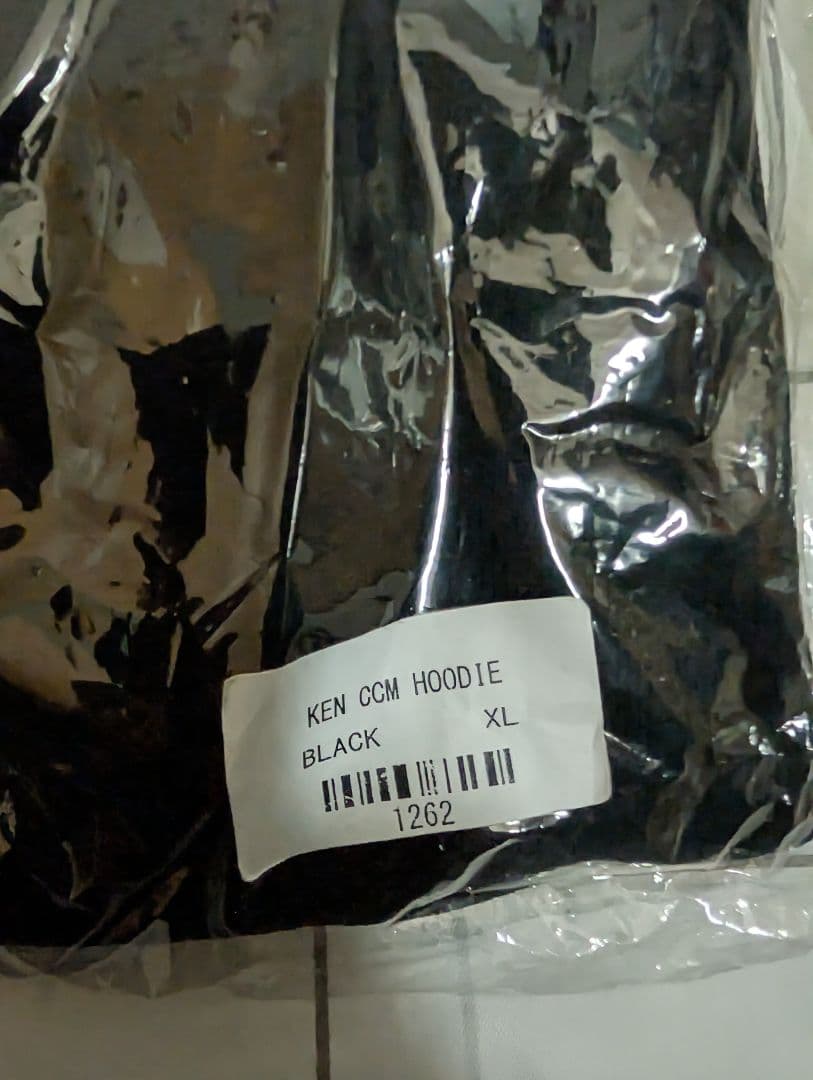 KEN CCM HOODIE
BLACK XL
1262